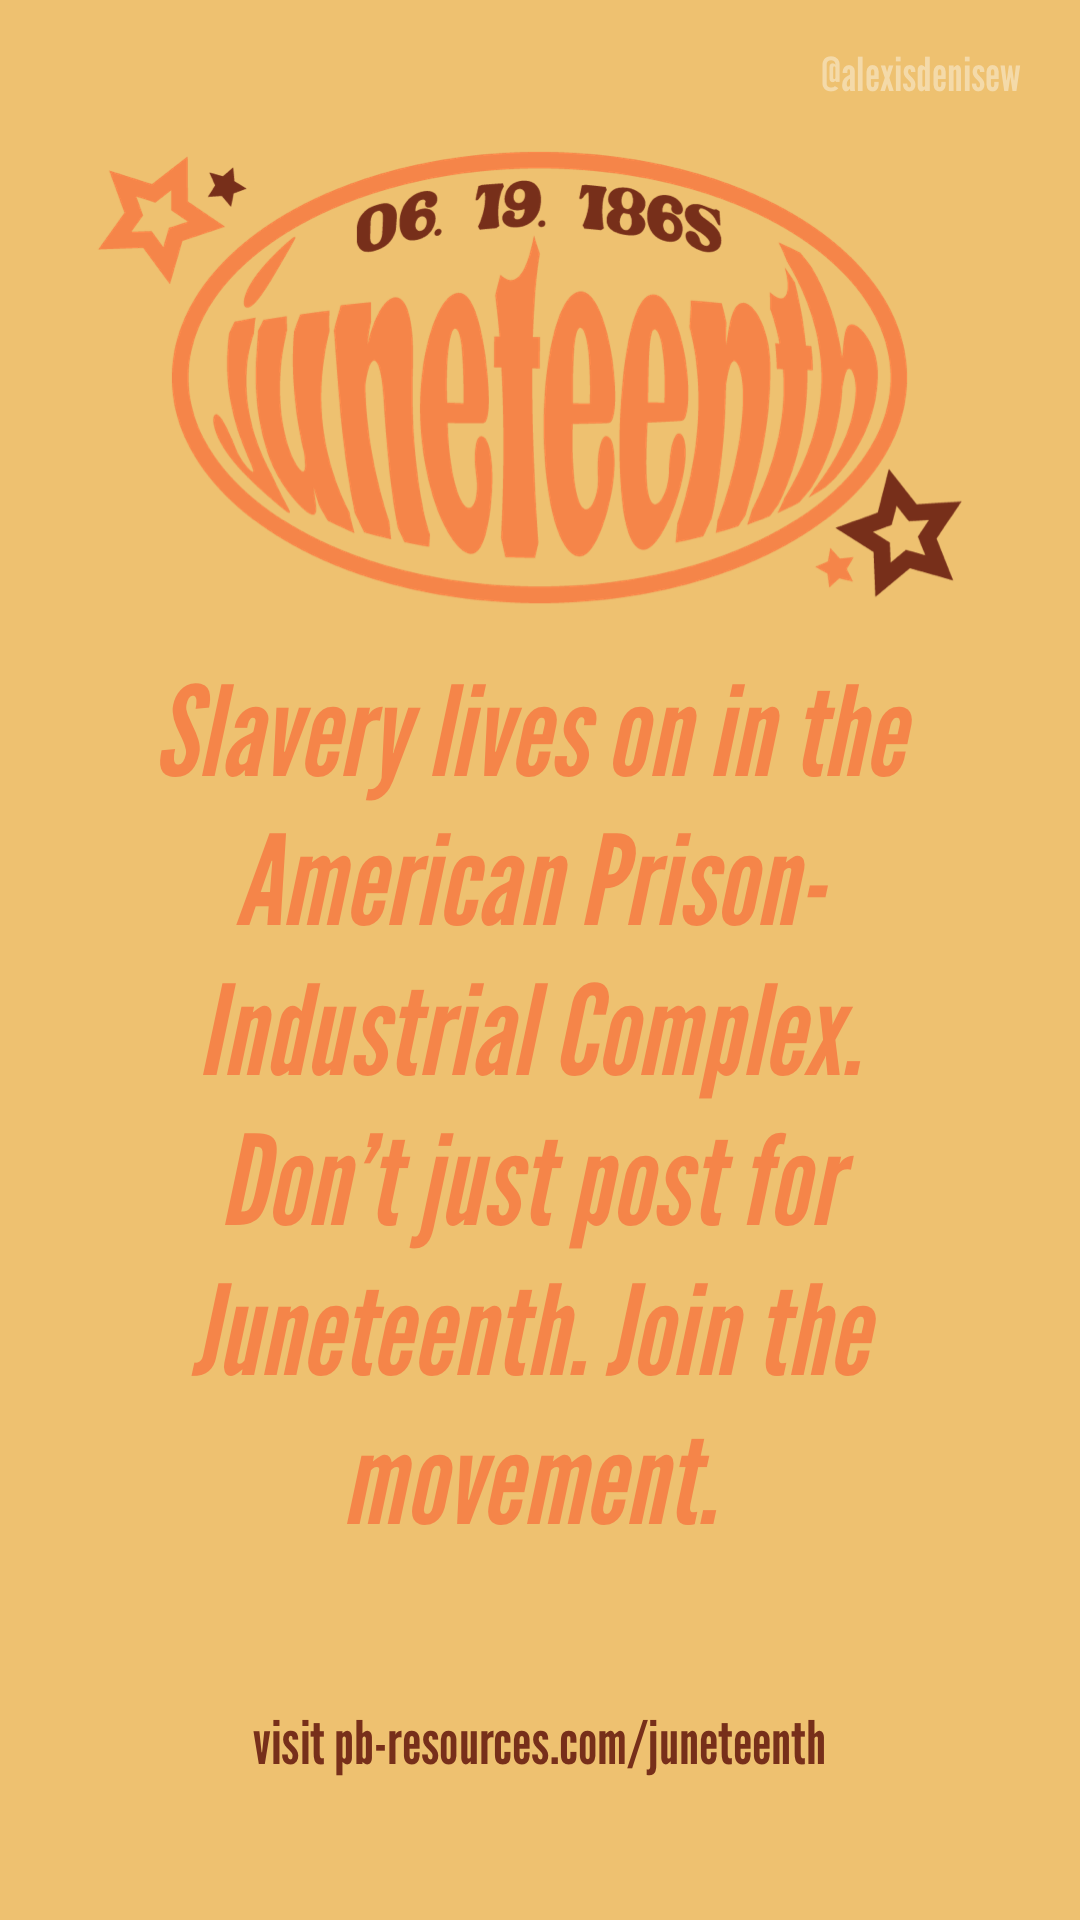 @alexisdenisew
06. 19. 1865
juneteenth
Slavery lives on in the
American Prison-
Industrial Complex.
Don’t just post for
Juneteenth. Join the
movement.
visit pb-resources.com/juneteenth